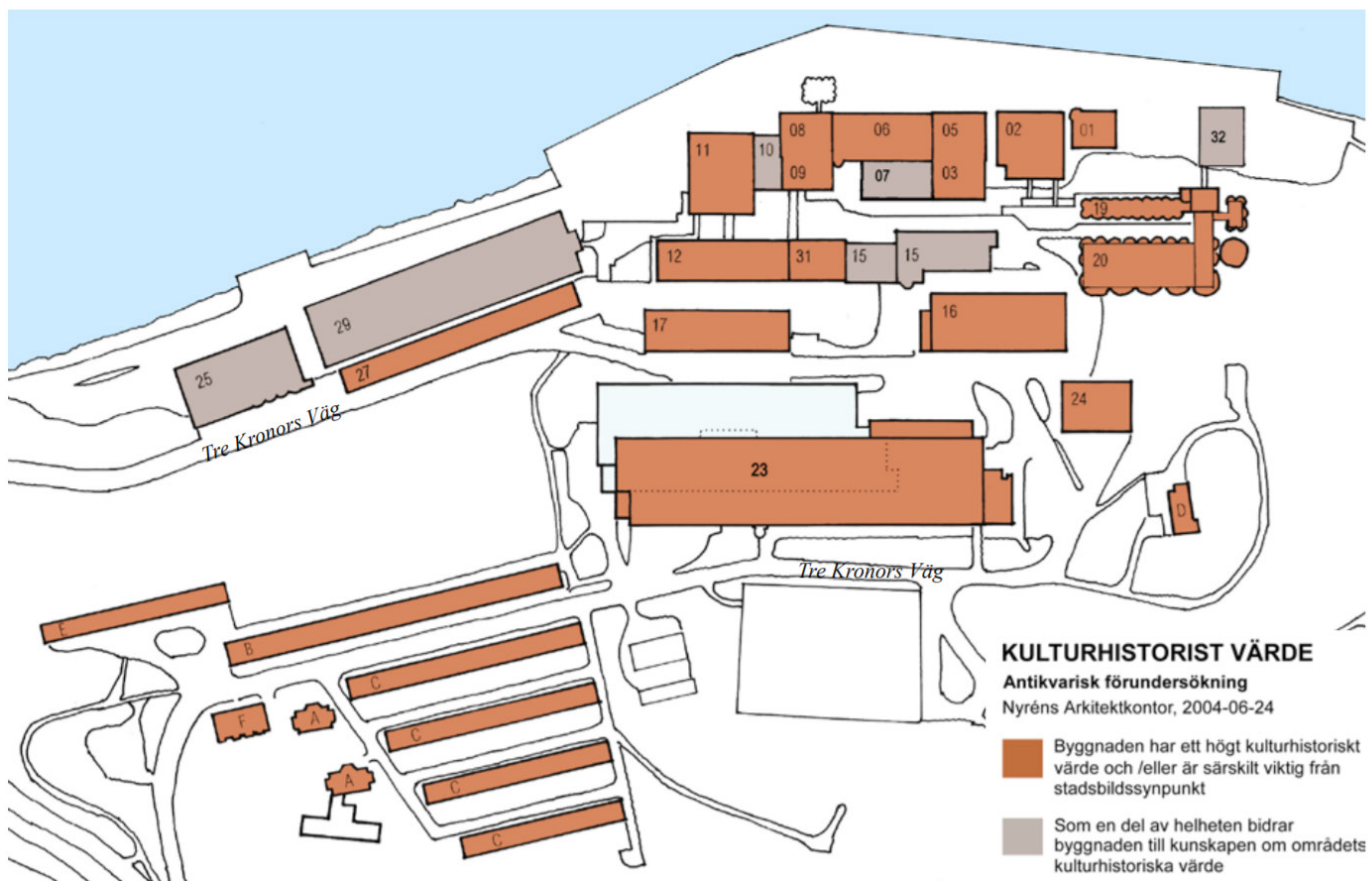 08
06
05
02
01
32
11
10
09
07
03
19
12
31
15
15
20
29
17
16
25
27
24
Tre Kronors Väg
23
D
Tre Kronors Väg
E
B
C
F
A
C
A
C
C
KULTURHISTORIST VÄRDE
Antikvarisk förundersökning
Nyréns Arkitektkontor, 2004-06-24
Byggnaden har ett högt kulturhistoriskt
värde och /eller är särskilt viktig från
stadsbildssynpunkt
Som en del av helheten bidrar
byggnaden till kunskapen om områdets
kulturhistoriska värde